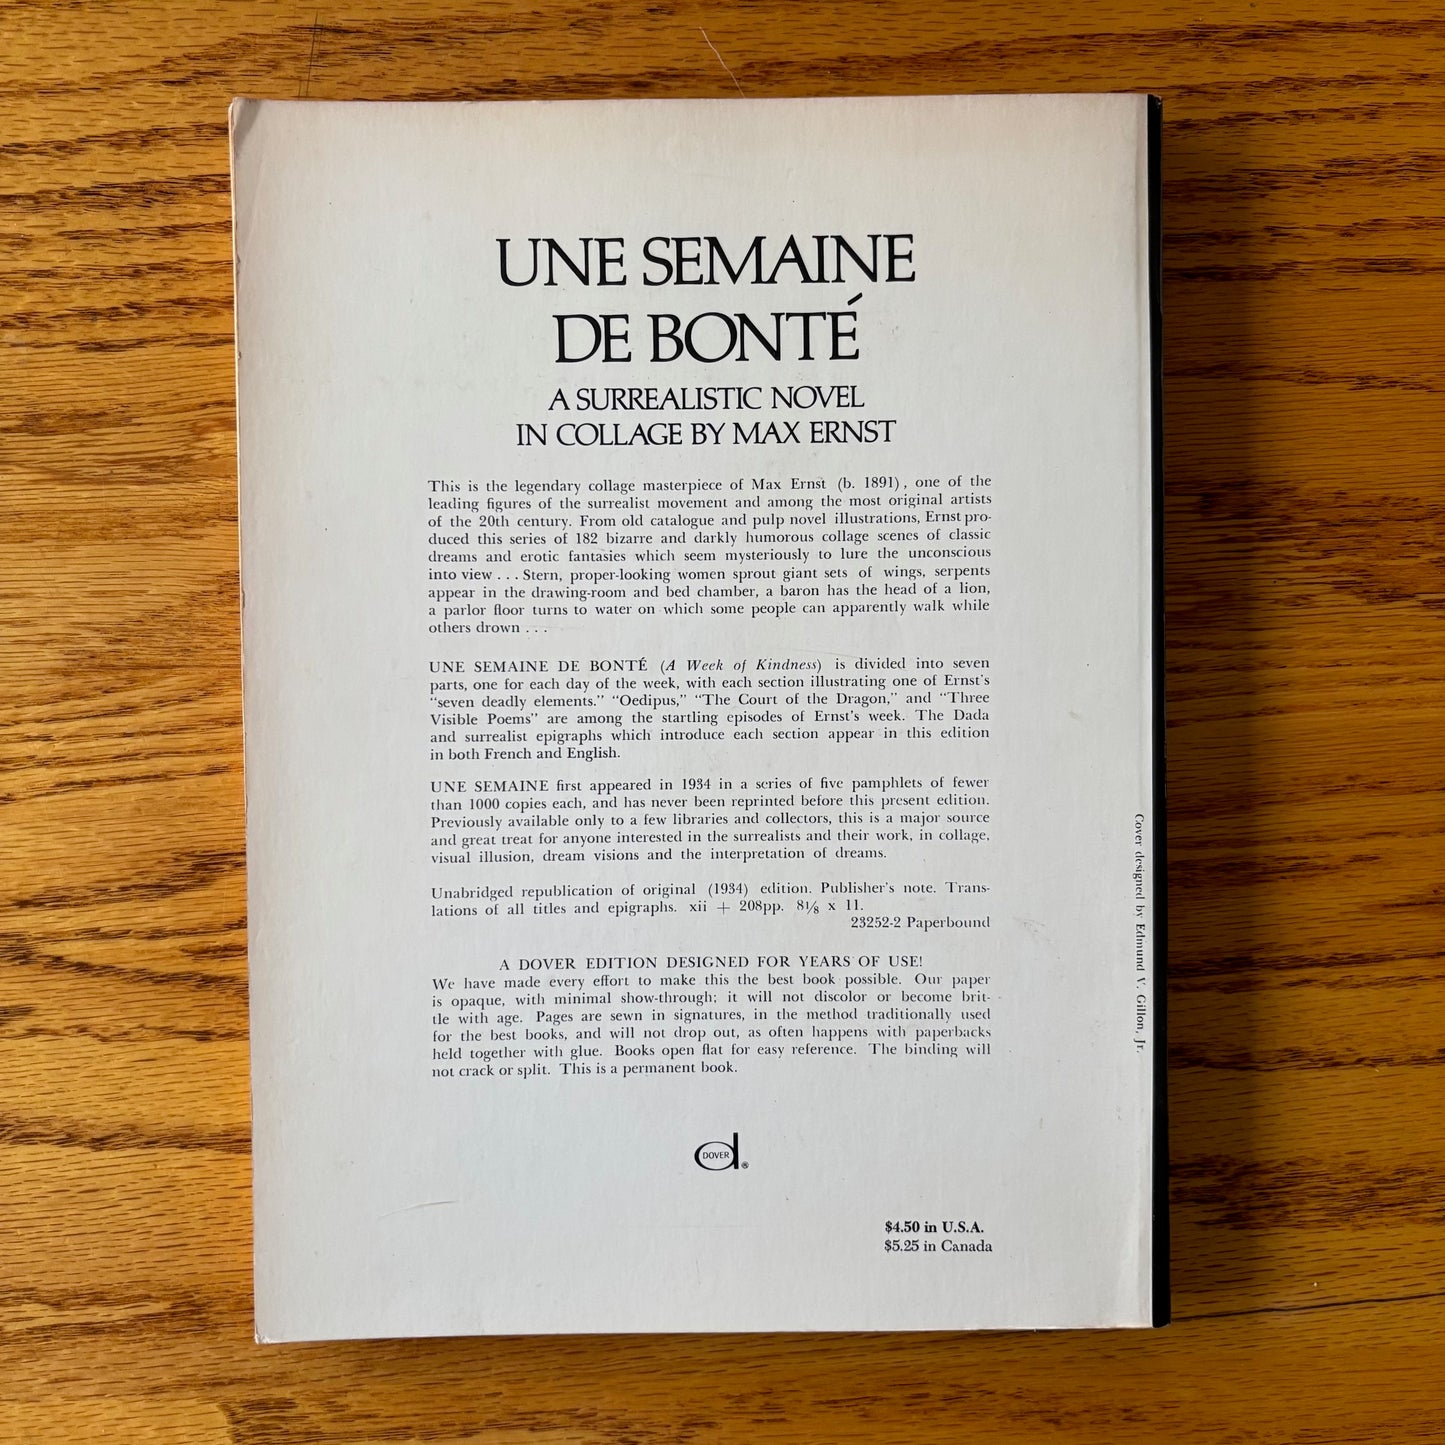 UNE SEMAINE
DE BONTÉ
A SURREALISTIC NOVEL
IN COLLAGE BY MAX ERNST
This is the legendary collage masterpiece of Max Ernst (b. 1891), one of the
leading figures of the surrealist movement and among the most original artists
of the 20th century. From old catalogue and pulp novel illustrations, Ernst pro-
duced this series of 182 bizarre and darkly humorous collage scenes of classic
dreams and erotic fantasies which seem mysteriously to lure the unconscious
into view . . . Stern, proper-looking women sprout giant sets of wings, serpents
appear in the drawing-room and bed chamber, a baron has the head of a lion,
a parlor floor turns to water on which some people can apparently walk while
others drown . . .
UNE SEMAINE DE BONTÉ (A Week of Kindness) is divided into seven
parts, one for each day of the week, with each section illustrating one of Ernst's
"seven deadly elements." "Oedipus," "The Court of the Dragon," and "Three
Visible Poems" are among the startling episodes of Ernst's week. The Dada
and surrealist epigraphs which introduce each section appear in this edition
in both French and English.
UNE SEMAINE first appeared in 1934 in a series of five pamphlets of fewer
than 1000 copies each, and has never been reprinted before this present edition.
Previously available only to a few libraries and collectors, this is a major source
and great treat for anyone interested in the surrealists and their work, in collage,
visual illusion, dream visions and the interpretation of dreams.
Unabridged republication of original (1934) edition. Publisher's note. Trans-
lations of all titles and epigraphs. xii + 208pp. 8⅛ x 11.
23252-2 Paperbound
A DOVER EDITION DESIGNED FOR YEARS OF USE!
We have made every effort to make this the best book possible. Our paper
is opaque, with minimal show-through; it will not discolor or become brit-
tle with age. Pages are sewn in signatures, in the method traditionally used
for the best books, and will not drop out, as often happens with paperbacks
held together with glue. Books open flat for easy reference. The binding will
not crack or split. This is a permanent book.
DOVER ®
$4.50 in U.S.A.
$5.25 in Canada
Cover designed by Edmund V. Gillon, Jr.